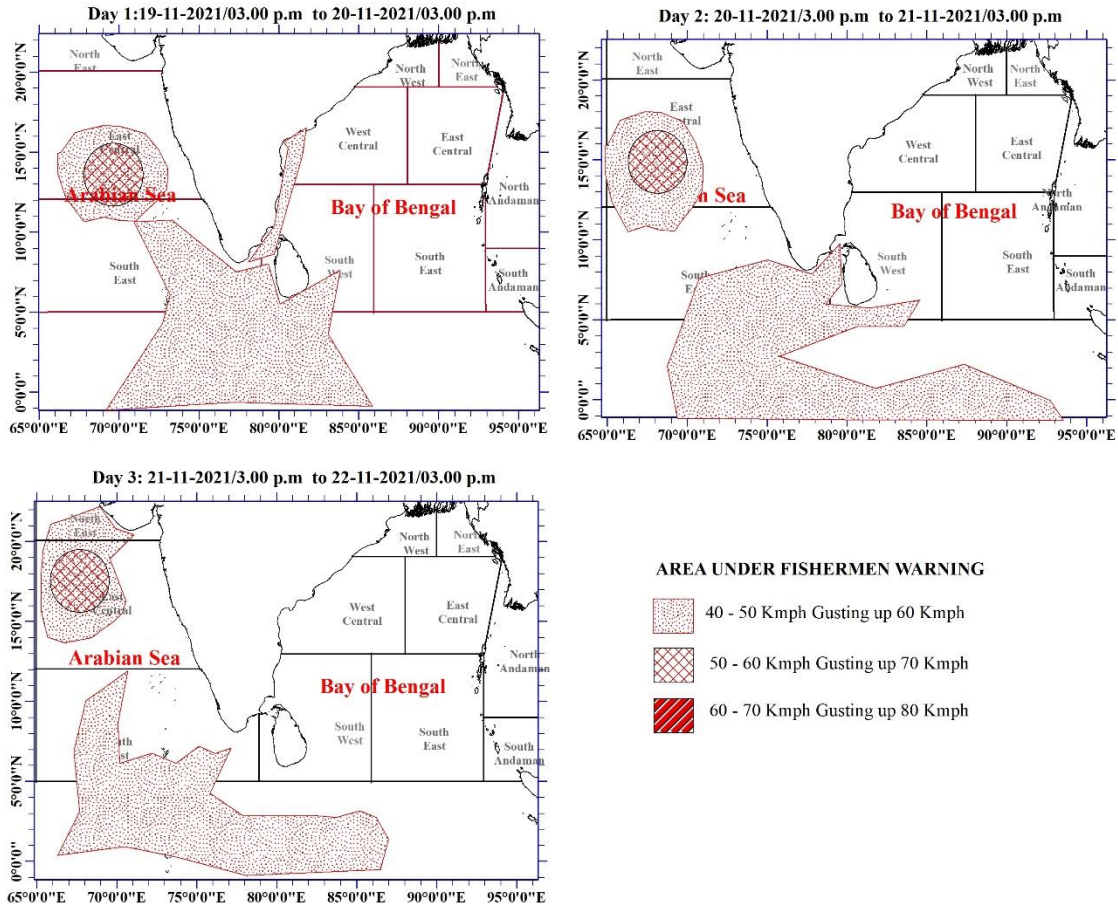 Day 1:19-11-2021/03.00 p.m to 20-11-2021/03.00 p.m
20°0'0"N
15°0'0"N
10°0'0"N
5°0'0"N
0°0'0"
North
East
North
West
North
East
East
Central
West
Central
East
Central
Arabian Sea
Bay of Bengal
North
Andaman
South
East
South
West
South
East
South
Andaman
65°0'0"E 70°0'0"E 75°0'0"E 80°0'0"E 85°0'0"E 90°0'0"E 95°0'0"E
Day 2: 20-11-2021/3.00 p.m to 21-11-2021/03.00 p.m
20°0'0"N
15°0'0"N
10°0'0"N
5°0'0"N
0°0'0"
North
East
North
West
North
East
East
Central
West
Central
East
Central
n Sea
Bay of Bengal
North
Andaman
South
South
West
South
East
South
Andaman
65°0'0"E 70°0'0"E 75°0'0"E 80°0'0"E 85°0'0"E 90°0'0"E 95°0'0"E
Day 3: 21-11-2021/3.00 p.m to 22-11-2021/03.00 p.m
20°0'0"N
15°0'0"N
10°0'0"N
5°0'0"N
0°0'0"
North
East
North
West
North
East
East
Central
West
Central
East
Central
Arabian Sea
Bay of Bengal
North
Andaman
South
West
South
East
South
Andaman
65°0'0"E 70°0'0"E 75°0'0"E 80°0'0"E 85°0'0"E 90°0'0"E 95°0'0"E
AREA UNDER FISHERMEN WARNING
40 - 50 Kmph Gusting up 60 Kmph
50 - 60 Kmph Gusting up 70 Kmph
60 - 70 Kmph Gusting up 80 Kmph